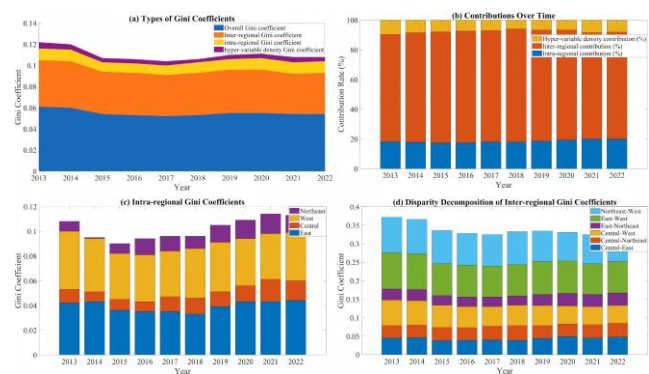 (a) Types of Gini Coefficients
Overall Gini coefficient
Inter-regional Gini Coefficient
intra-regional Gini coefficient
hyper-variable density Gini coefficient
Gini Coefficient
0.14
0.12
0.1
0.08
0.06
0.04
0.02
0
2013 2014 2015 2016 2017 2018 2019 2020 2021 2022
Year
(b) Contributions Over Time
Hyper-variable density contribution (%)
Inter-regional contribution (%)
Intra-regional contribution (%)
Contribution Rate (%)
100
80
60
40
20
0
2013 2014 2015 2016 2017 2018 2019 2020 2021 2022
Year
(c) Intra-regional Gini Coefficients
Northeast
West
Central
East
Gini Coefficient
0.12
0.1
0.08
0.06
0.04
0.02
0
2013 2014 2015 2016 2017 2018 2019 2020 2021 2022
Year
(d) Disparity Decomposition of Inter-regional Gini Coefficients
Northeast-West
East-West
East-Northeast
Central-West
Central-Northeast
Central-East
Gini Coefficient
0.4
0.35
0.3
0.25
0.2
0.15
0.1
0.05
0
2013 2014 2015 2016 2017 2018 2019 2020 2021 2022
Year